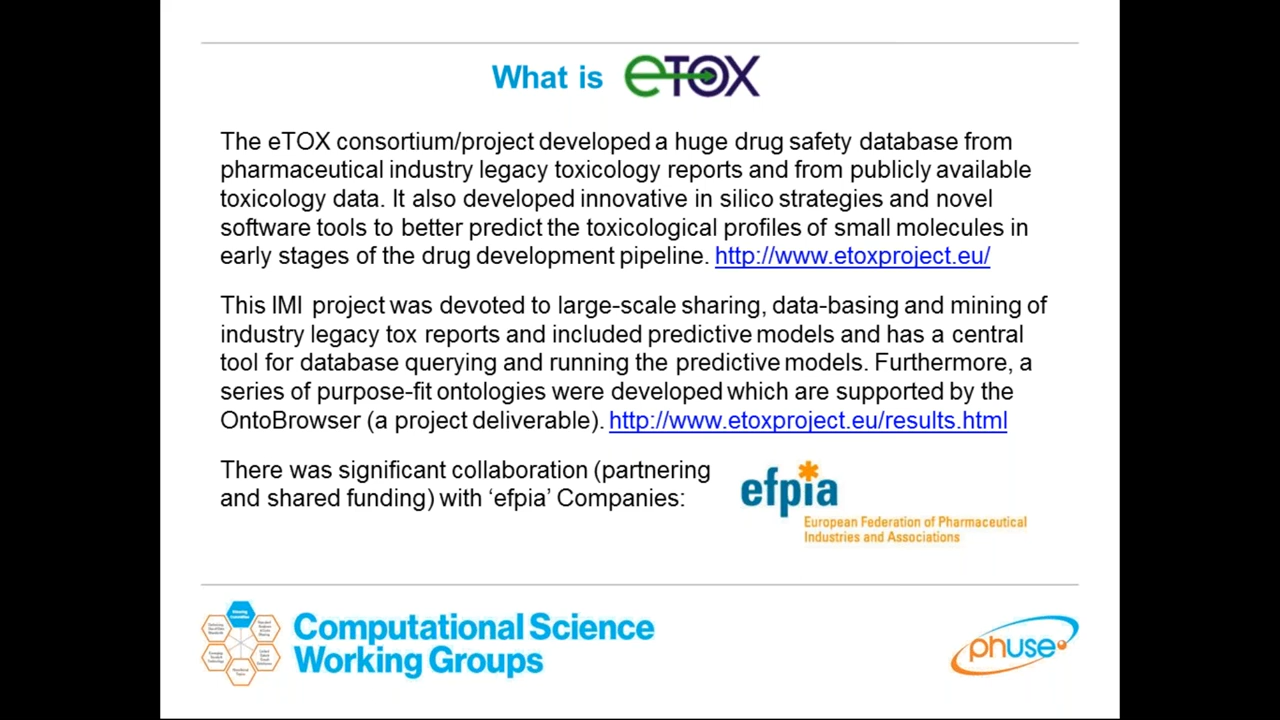 What is eTOX
The eTOX consortium/project developed a huge drug safety database from
pharmaceutical industry legacy toxicology reports and from publicly available
toxicology data. It also developed innovative in silico strategies and novel
software tools to better predict the toxicological profiles of small molecules in
early stages of the drug development pipeline. http://www.etoxproject.eu/
This IMI project was devoted to large-scale sharing, data-basing and mining of
industry legacy tox reports and included predictive models and has a central
tool for database querying and running the predictive models. Furthermore, a
series of purpose-fit ontologies were developed which are supported by the
OntoBrowser (a project deliverable). http://www.etoxproject.eu/results.html
There was significant collaboration (partnering
and shared funding) with ‘efpia’ Companies:
efpia
European Federation of Pharmaceutical
Industries and Associations
Computational Science
Working Groups
phuse